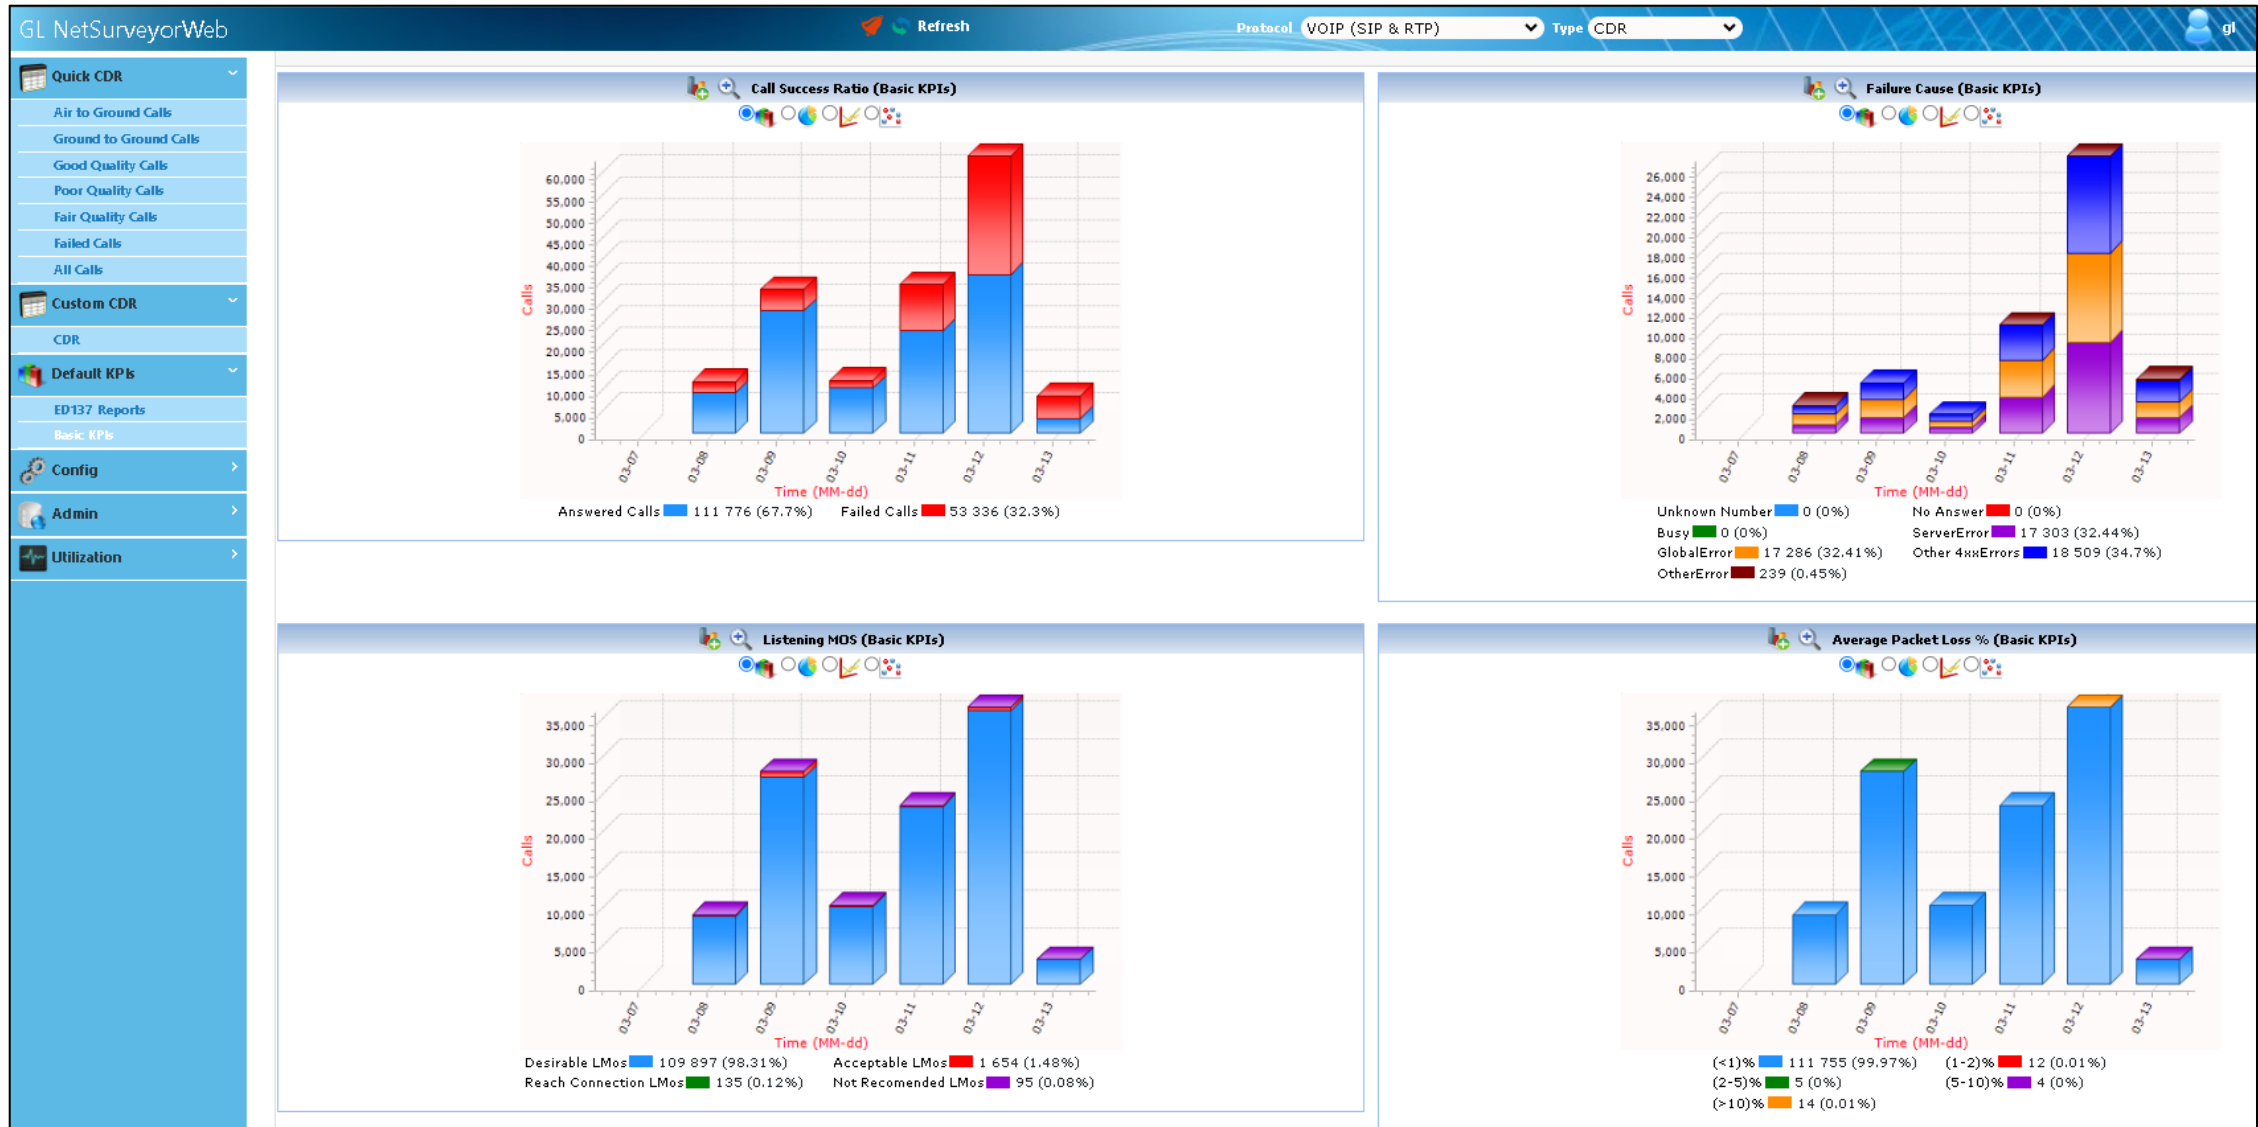 GL NetSurveyorWeb
Refresh
Protocol VOIP (SIP & RTP) Type CDR
gl
Quick CDR
Air to Ground Calls
Ground to Ground Calls
Good Quality Calls
Poor Quality Calls
Fair Quality Calls
Failed Calls
All Calls
Custom CDR
CDR
Default KPIs
ED137 Reports
Basic KPIs
Config
Admin
Utilization
Call Success Ratio (Basic KPIs)
60,000
55,000
50,000
45,000
40,000
35,000
30,000
25,000
20,000
15,000
10,000
5,000
0
Calls
03-07 03-08 03-09 03-10 03-11 03-12 03-13
Time (MM-dd)
Answered Calls 111 776 (67.7%) Failed Calls 53 336 (32.3%)
Failure Cause (Basic KPIs)
26,000
24,000
22,000
20,000
18,000
16,000
14,000
12,000
10,000
8,000
6,000
4,000
2,000
0
Calls
03-07 03-08 03-09 03-10 03-11 03-12 03-13
Time (MM-dd)
Unknown Number 0 (0%) No Answer 0 (0%)
Busy 0 (0%) ServerError 17 303 (32.44%)
GlobalError 17 286 (32.41%) Other 4xxErrors 18 509 (34.7%)
OtherError 239 (0.45%)
Listening MOS (Basic KPIs)
35,000
30,000
25,000
20,000
15,000
10,000
5,000
0
Calls
03-07 03-08 03-09 03-10 03-11 03-12 03-13
Time (MM-dd)
Desirable LMos 109 897 (98.31%) Acceptable LMos 1 654 (1.48%)
Reach Connection LMos 135 (0.12%) Not Recomended LMos 95 (0.08%)
Average Packet Loss % (Basic KPIs)
35,000
30,000
25,000
20,000
15,000
10,000
5,000
0
Calls
03-07 03-08 03-09 03-10 03-11 03-12 03-13
Time (MM-dd)
(<1)% 111 755 (99.97%) (1-2)% 12 (0.01%)
(2-5)% 5 (0%) (5-10)% 4 (0%)
(>10)% 14 (0.01%)